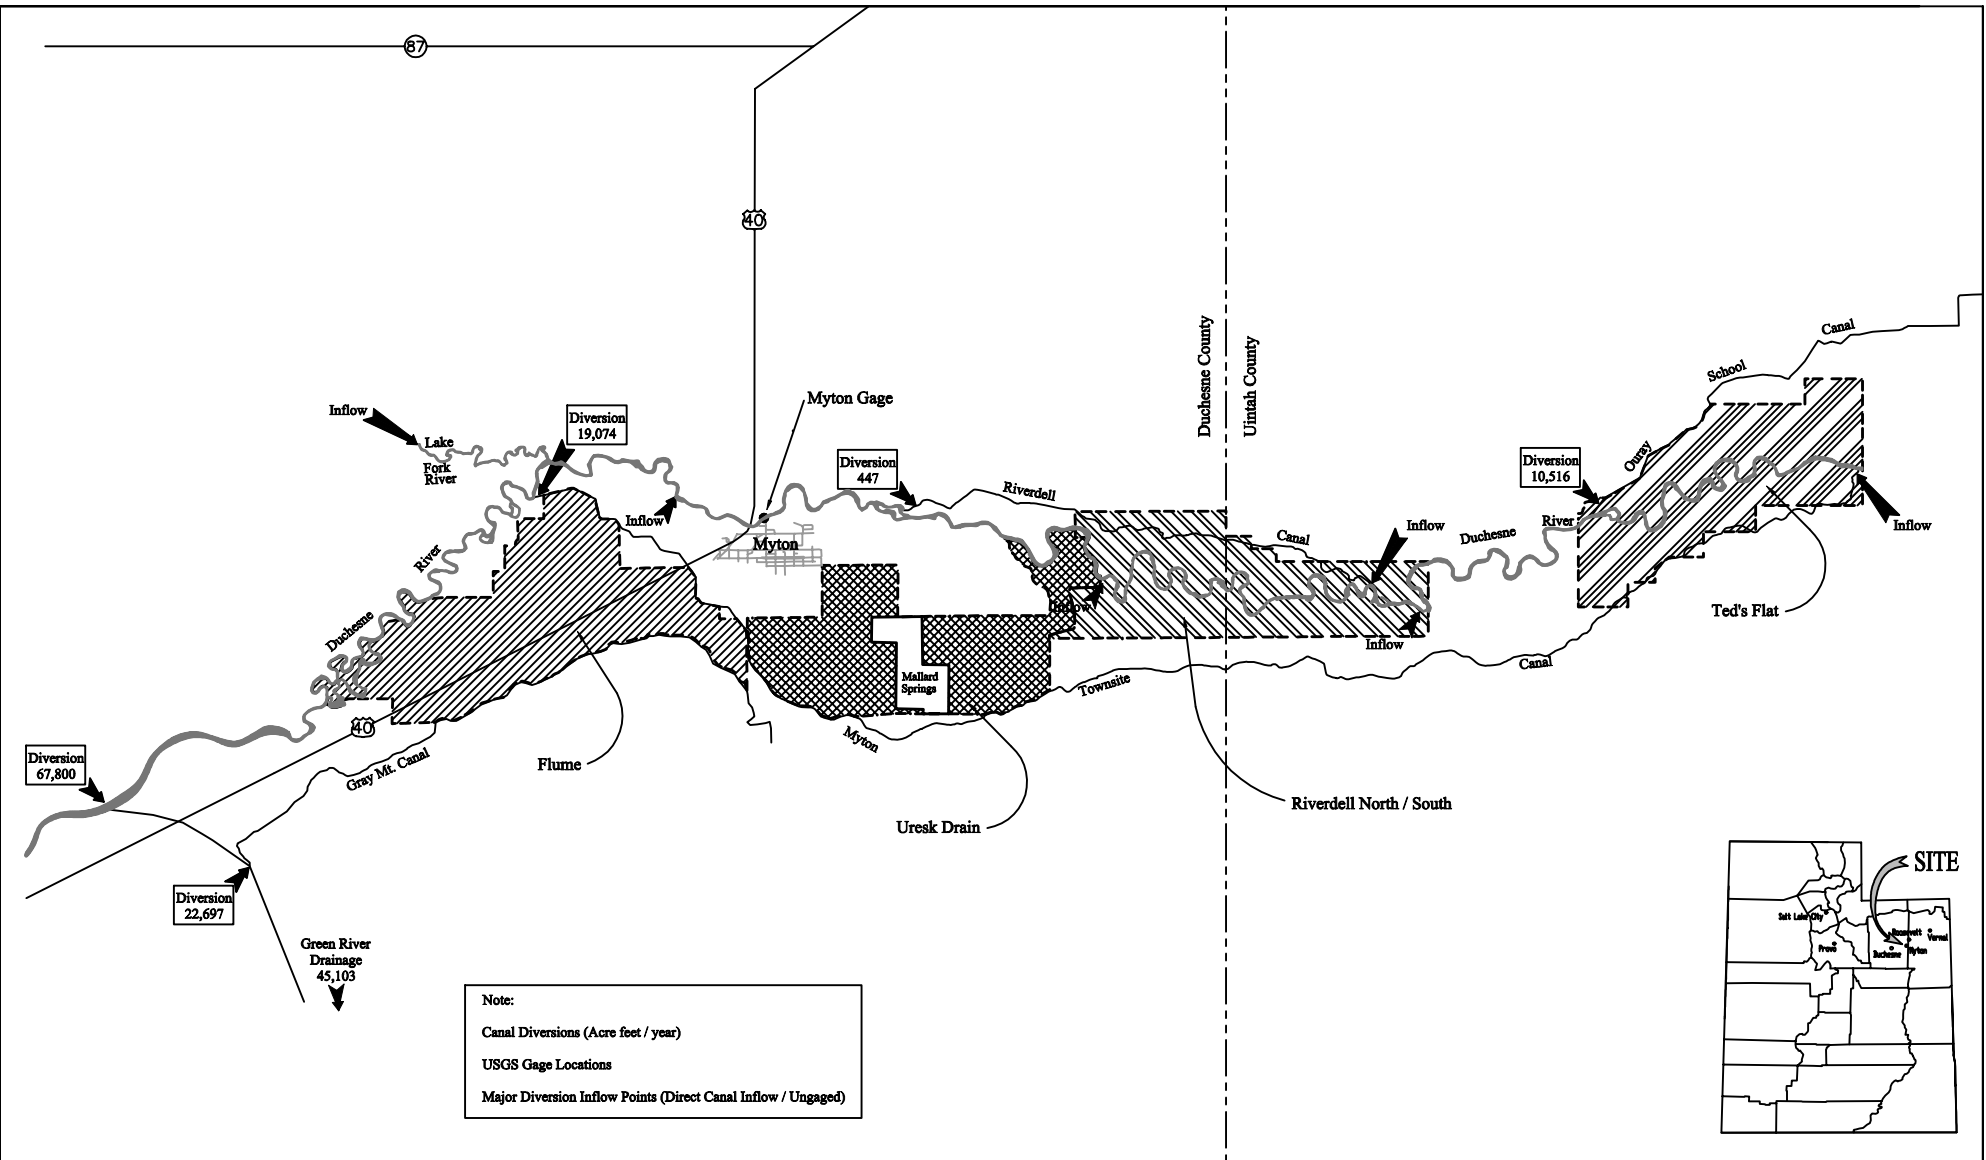 87
40
Duchesne County
Uintah County
Canal
School
Myton Gage
Inflow
Diversion
19,074
Lake
Fork
River
Diversion
447
Ouray
Diversion
10,516
Riverdell
Inflow
Myton
Canal
Inflow
Duchesne
River
Inflow
River
Inflow
Ted's Flat
Duchesne
Inflow
Canal
Mallard
Springs
Townsite
40
Myton
Diversion
67,800
Gray Mt. Canal
Flume
Riverdell North / South
Uresk Drain
Diversion
22,697
Green River
Drainage
45,103
SITE
Salt Lake City
Roosevelt
Vernal
Provo
Duchesne
Myton
Note:
Canal Diversions (Acre feet / year)
USGS Gage Locations
Major Diversion Inflow Points (Direct Canal Inflow / Ungaged)